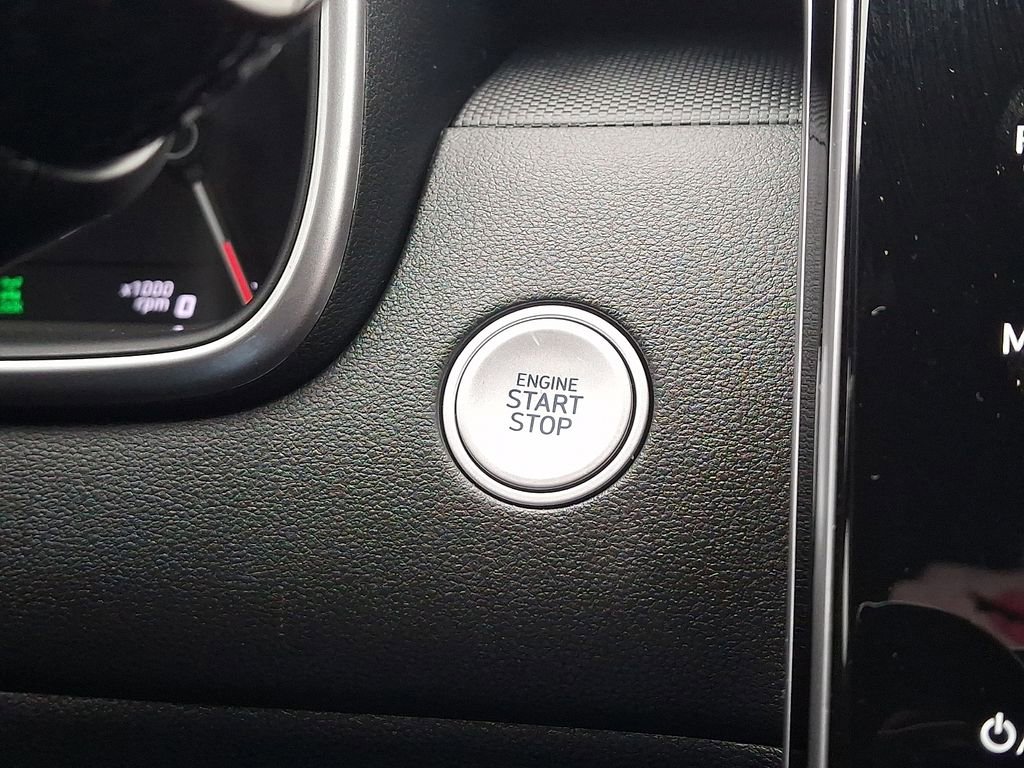 x1000
rpm 0
ENGINE
START
STOP
M